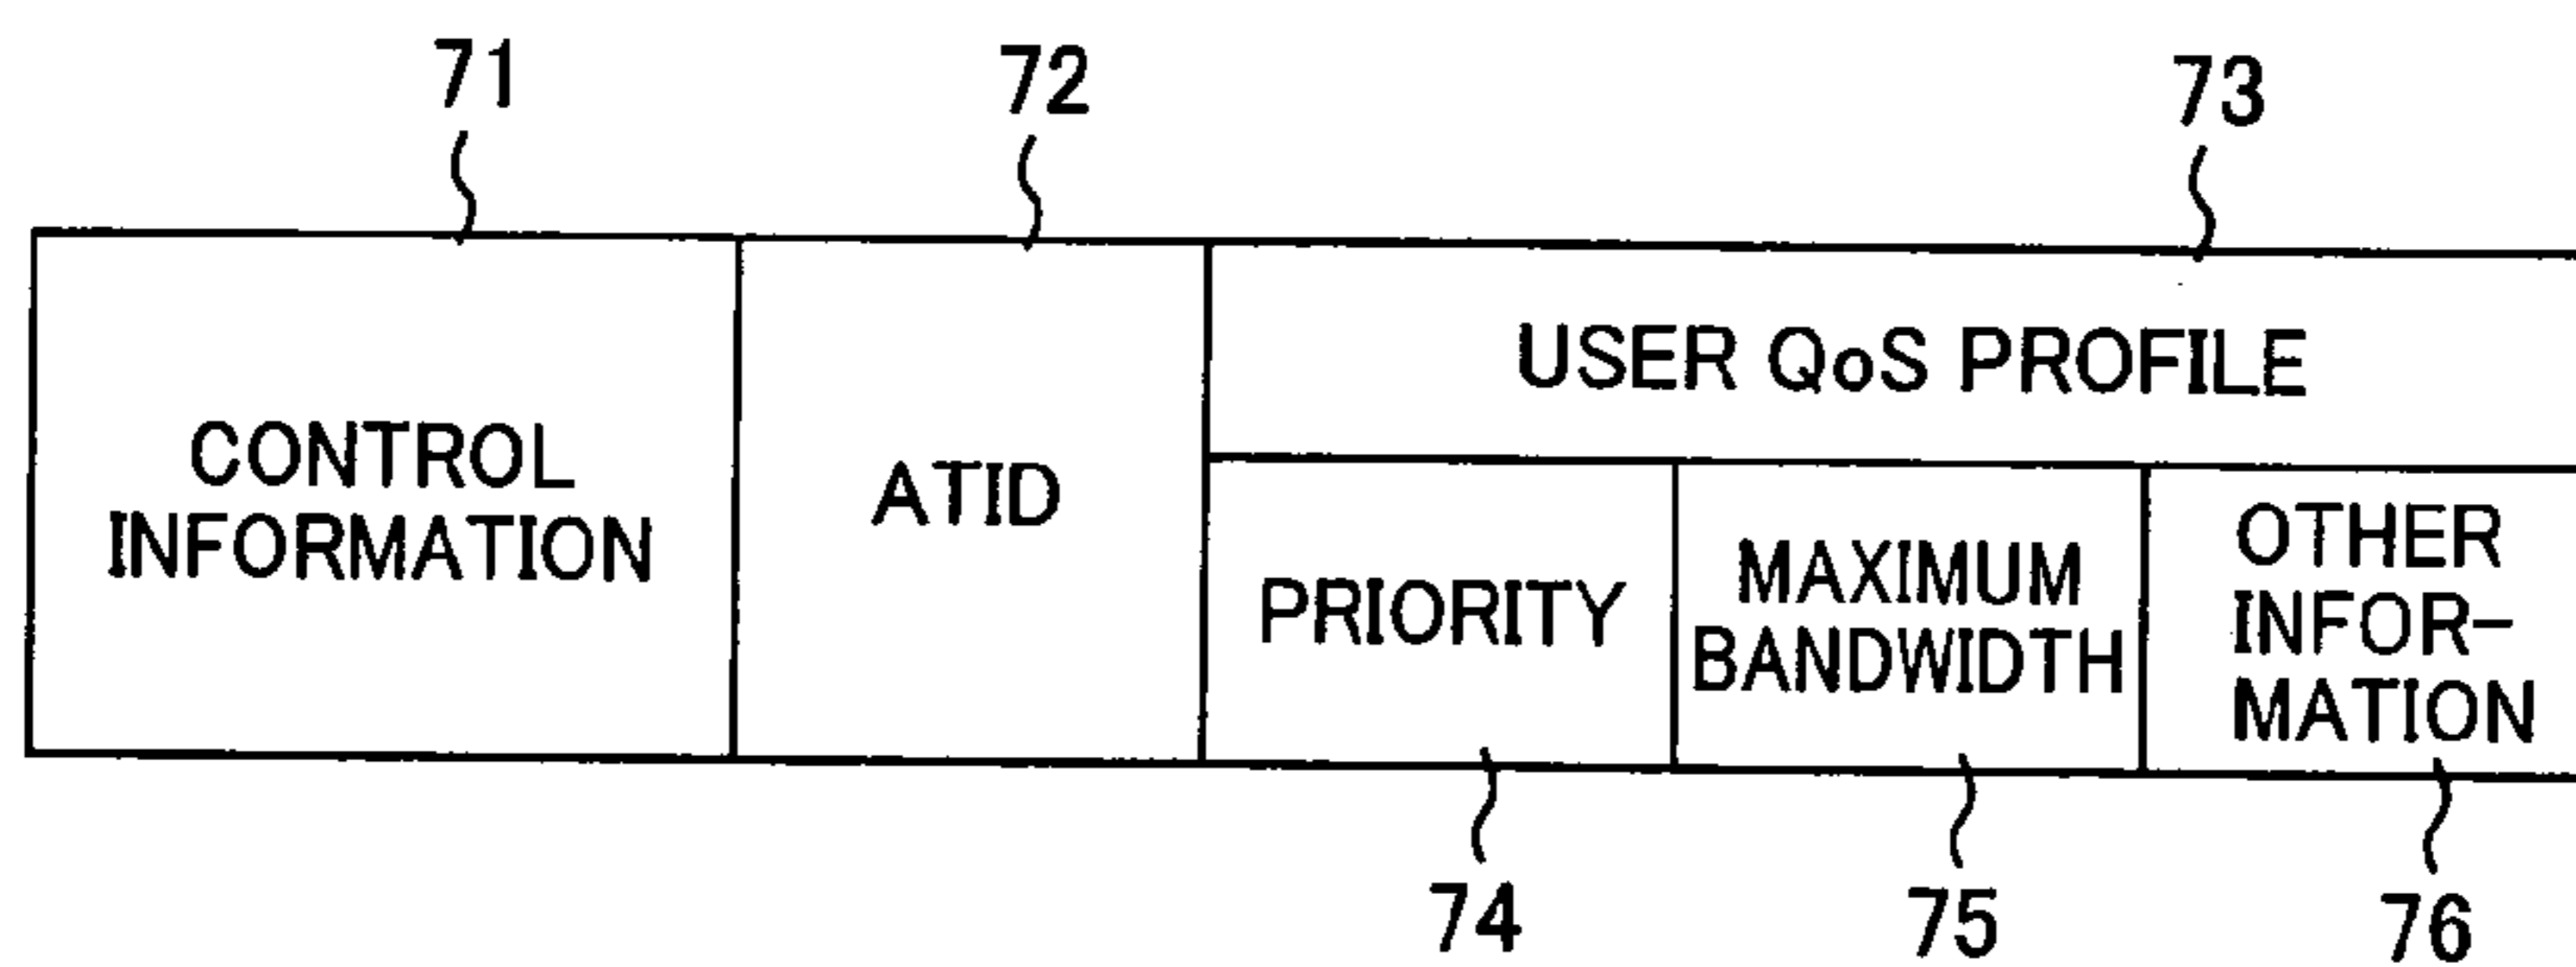 71
72
73
CONTROL
INFORMATION
ATID
USER QoS PROFILE
PRIORITY
MAXIMUM
BANDWIDTH
OTHER
INFOR-
MATION
74
75
76